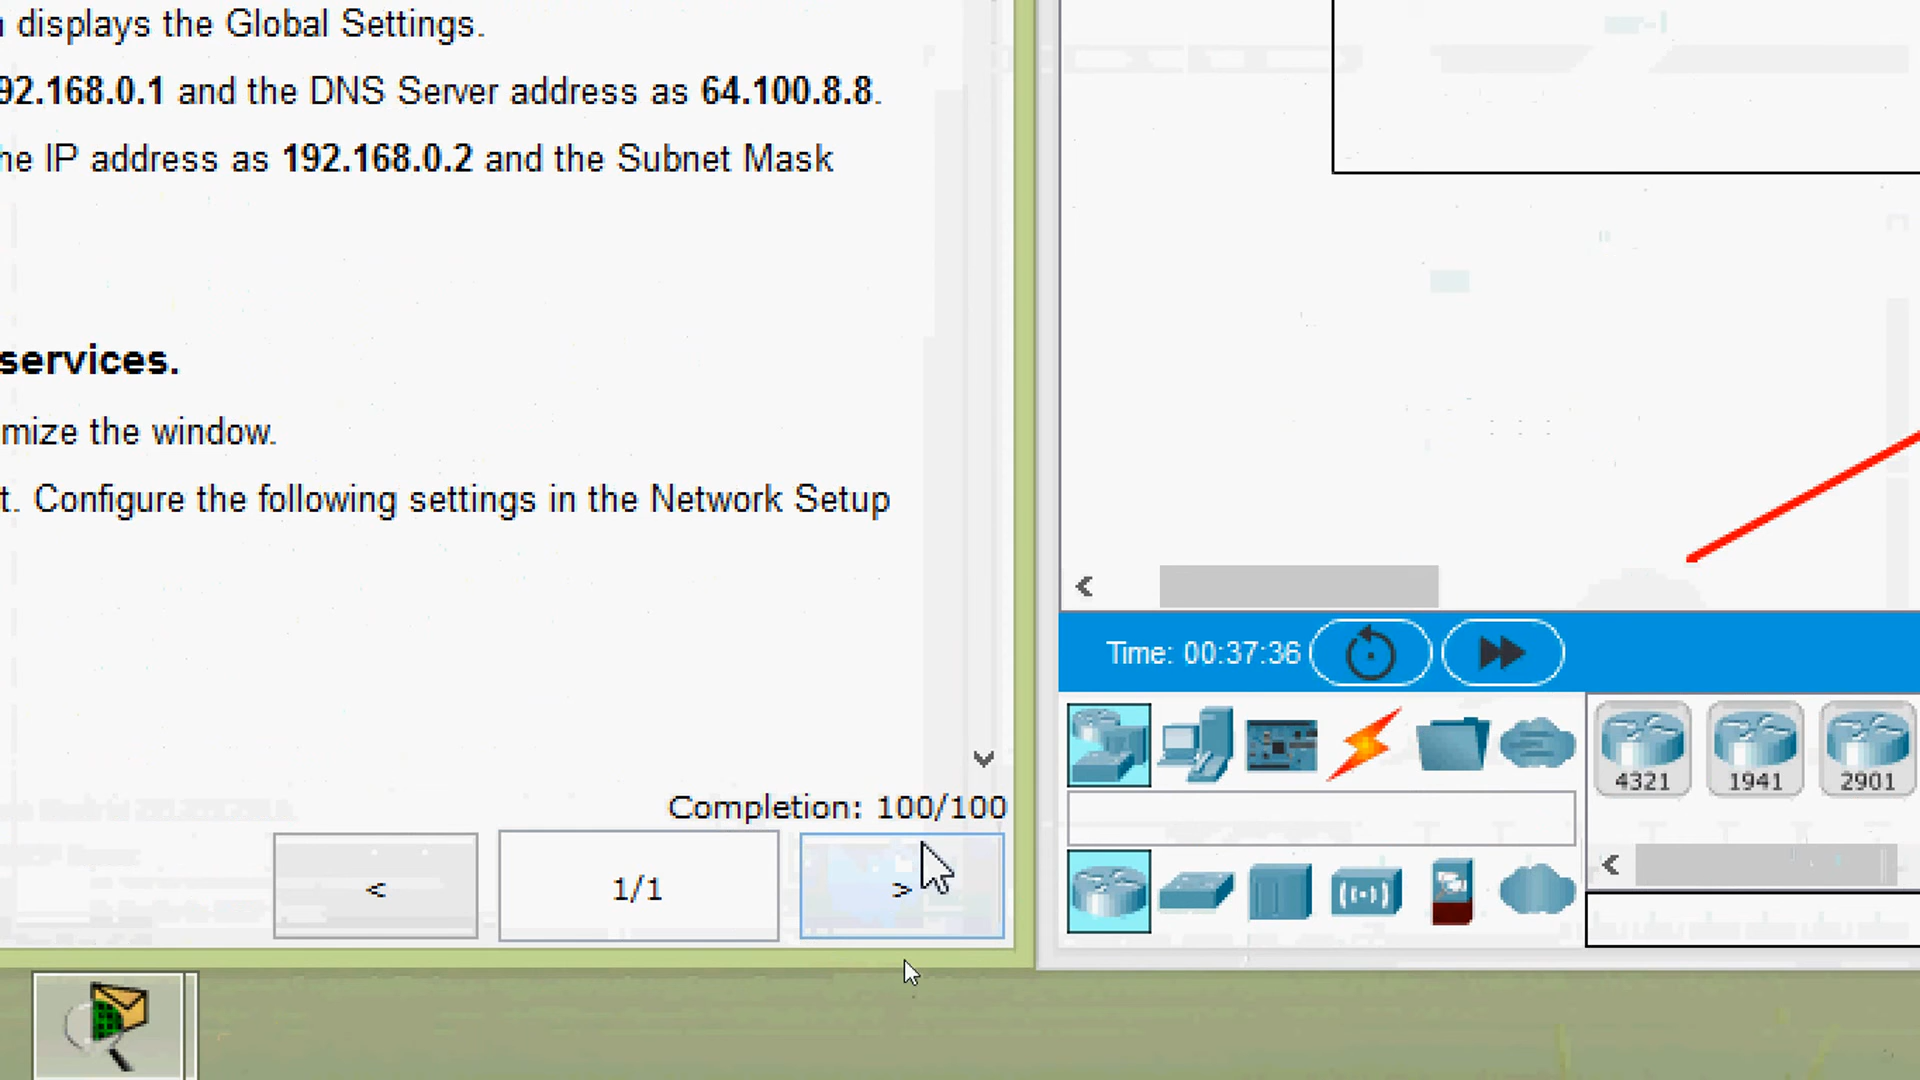 displays the Global Settings.
92.168.0.1 and the DNS Server address as 64.100.8.8.
he IP address as 192.168.0.2 and the Subnet Mask
services.
mize the window.
t. Configure the following settings in the Network Setup
Time: 00:37:36
4321 1941 2901
Completion: 100/100
< 1/1 >